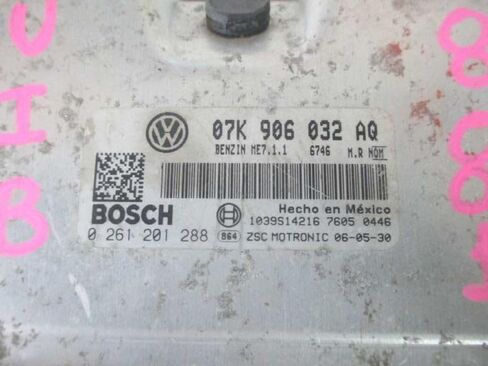 07K 906 032 AQ
BENZIN ME7.1.1 6746 M.R NOM
BOSCH
Hecho en México
1039S14216 7605 0446
0 261 201 288 864 ZSC MOTRONIC 06-05-30